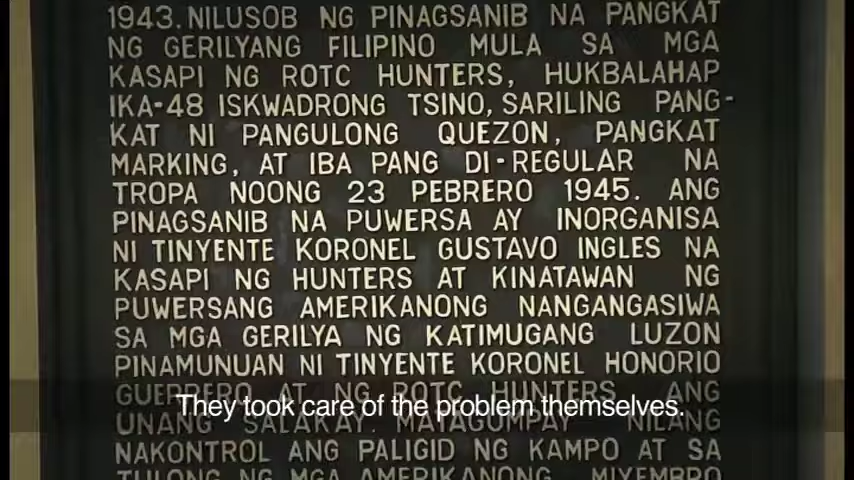 1943. NILUSOB NG PINAGSANIB NA PANGKAT
NG GERILYANG FILIPINO MULA SA MGA
KASAPI NG ROTC HUNTERS, HUKBALAHAP
IKA-48 ISKWADRONG TSINO, SARILING PANG-
KAT NI PANGULONG QUEZON, PANGKAT
MARKING, AT IBA PANG DI-REGULAR NA
TROPA NOONG 23 PEBRERO 1945. ANG
PINAGSANIB NA PUWERSA AY INORGANISA
NI TINYENTE KORONEL GUSTAVO INGLES NA
KASAPI NG HUNTERS AT KINATAWAN NG
PUWERSANG AMERIKANONG NANGANGASIWA
SA MGA GERILYA NG KATIMUGANG LUZON
PINAMUNUAN NI TINYENTE KORONEL HONORIO
GUERRERO AT NG ROTC HUNTERS. ANG
They took care of the problem themselves.
UNANG SALAKAY. MATAGUMPAY NILANG
NAKONTROL ANG PALIGID NG KAMPO AT SA
TULONG NG MGA AMERIKANONG MIYEMBRO